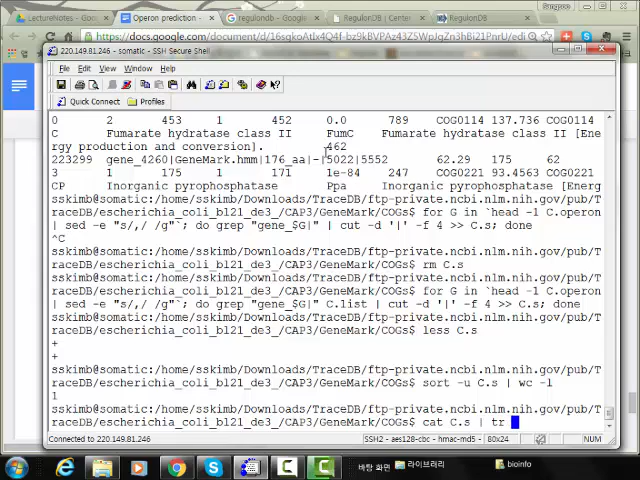 Sangsoo
LectureNotes - Google
Operon prediction -
regulondb - Google
RegulonDB | Center
RegulonDB
https://docs.google.com/document/d/
220.149.81.246 - somatic - SSH Secure Shell
File Edit View Window Help
Quick Connect Profiles
0 2 453 1 452 0.0 789 COG0114 137.736 COG0114
C Fumarate hydratase class II FumC Fumarate hydratase class II [Ene
rgy production and conversion]. 462
223299 gene_4260|GeneMark.hmm|176_aa|-|5022|5552 62.29 175 62
3 1 175 1 171 1e-84 247 COG0221 93.4563 COG0221
CP Inorganic pyrophosphatase Ppa Inorganic pyrophosphatase [Energ
sskimb@somatic:/home/sskimb/Downloads/TraceDB/ftp-private.ncbi.nlm.nih.gov/pub/T
raceDB/escherichia_coli_bl21_de3_/CAP3/GeneMark/COGs$ for G in `head -1 C.operon
| sed -e "s/,/ /g"`; do grep "gene_$G|" | cut -d '|' -f 4 >> C.s; done
^C
sskimb@somatic:/home/sskimb/Downloads/TraceDB/ftp-private.ncbi.nlm.nih.gov/pub/T
raceDB/escherichia_coli_bl21_de3_/CAP3/GeneMark/COGs$ rm C.s
sskimb@somatic:/home/sskimb/Downloads/TraceDB/ftp-private.ncbi.nlm.nih.gov/pub/T
raceDB/escherichia_coli_bl21_de3_/CAP3/GeneMark/COGs$ for G in `head -1 C.operon
| sed -e "s/,/ /g"`; do grep "gene_$G|" C.list | cut -d '|' -f 4 >> C.s; done
sskimb@somatic:/home/sskimb/Downloads/TraceDB/ftp-private.ncbi.nlm.nih.gov/pub/T
raceDB/escherichia_coli_bl21_de3_/CAP3/GeneMark/COGs$ less C.s
+
+
sskimb@somatic:/home/sskimb/Downloads/TraceDB/ftp-private.ncbi.nlm.nih.gov/pub/T
raceDB/escherichia_coli_bl21_de3_/CAP3/GeneMark/COGs$ sort -u C.s | wc -l
1
sskimb@somatic:/home/sskimb/Downloads/TraceDB/ftp-private.ncbi.nlm.nih.gov/pub/T
raceDB/escherichia_coli_bl21_de3_/CAP3/GeneMark/COGs$ cat C.s | tr
Connected to 220.149.81.246 SSH2 - aes128-cbc - hmac-md5 - 80x24 NUM
바탕 화면 라이브러리 bioinfo